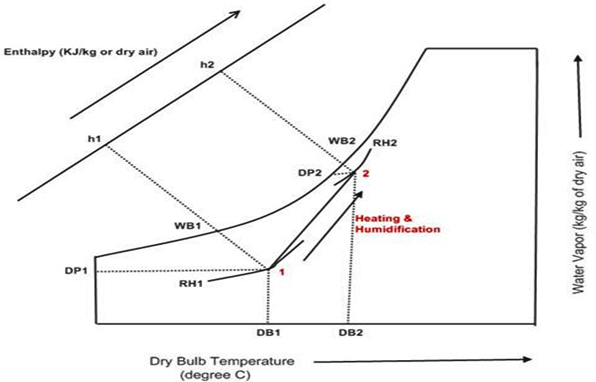 Enthalpy (KJ/kg or dry air)
h2
h1
WB2
RH2
DP2
2
WB1
Heating &
Humidification
DP1
1
RH1
DB1
DB2
Dry Bulb Temperature
(degree C)
Water Vapor (kg/kg of dry air)